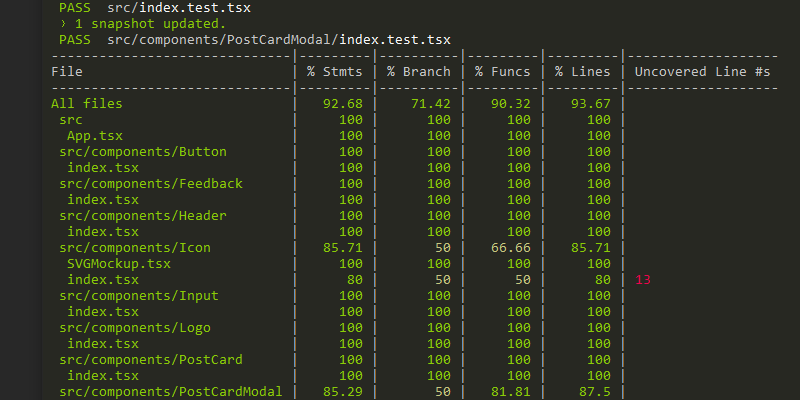 PASS  src/index.test.tsx
› 1 snapshot updated.
PASS  src/components/PostCardModal/index.test.tsx
-----------------------------|---------|----------|---------|---------|-------------------
File                         | % Stmts | % Branch | % Funcs | % Lines | Uncovered Line #s
-----------------------------|---------|----------|---------|---------|-------------------
All files                    |   92.68 |    71.42 |   90.32 |   93.67 |
 src                         |     100 |      100 |     100 |     100 |
  App.tsx                    |     100 |      100 |     100 |     100 |
 src/components/Button       |     100 |      100 |     100 |     100 |
  index.tsx                  |     100 |      100 |     100 |     100 |
 src/components/Feedback     |     100 |      100 |     100 |     100 |
  index.tsx                  |     100 |      100 |     100 |     100 |
 src/components/Header       |     100 |      100 |     100 |     100 |
  index.tsx                  |     100 |      100 |     100 |     100 |
 src/components/Icon         |   85.71 |       50 |   66.66 |   85.71 |
  SVGMockup.tsx              |     100 |      100 |     100 |     100 |
  index.tsx                  |      80 |       50 |      50 |      80 | 13
 src/components/Input        |     100 |      100 |     100 |     100 |
  index.tsx                  |     100 |      100 |     100 |     100 |
 src/components/Logo         |     100 |      100 |     100 |     100 |
  index.tsx                  |     100 |      100 |     100 |     100 |
 src/components/PostCard     |     100 |      100 |     100 |     100 |
  index.tsx                  |     100 |      100 |     100 |     100 |
 src/components/PostCardModal |   85.29 |       50 |   81.81 |    87.5 |